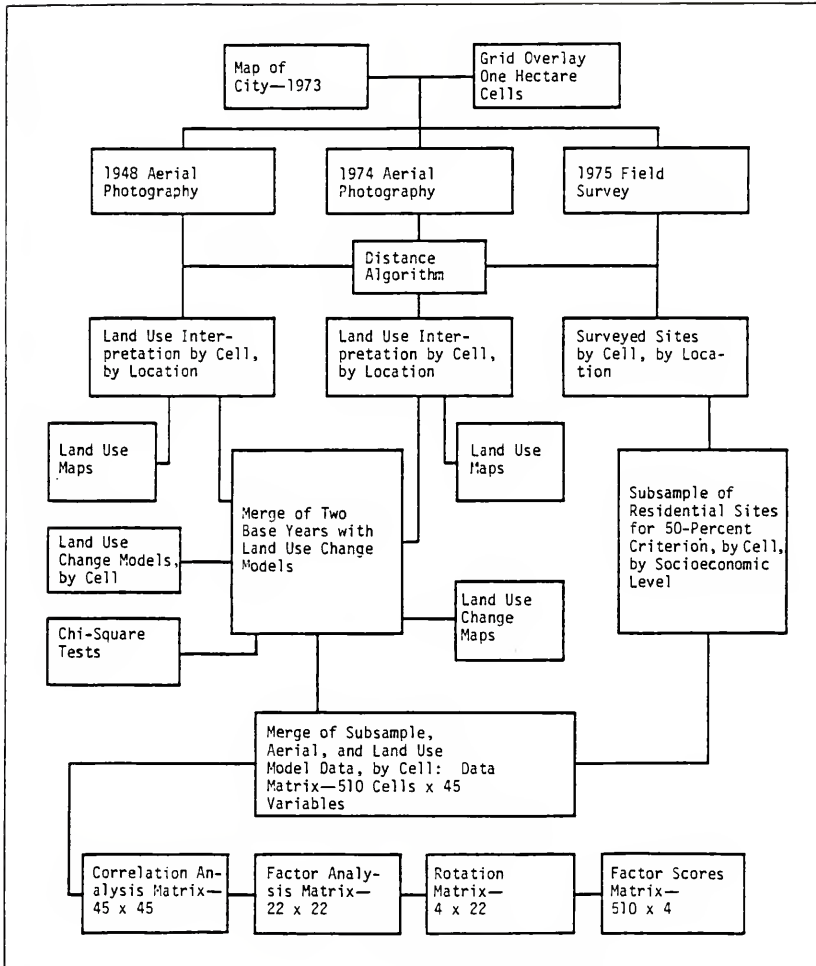 Map of
City—1973
Grid Overlay
One Hectare
Cells
1948 Aerial
Photography
1974 Aerial
Photography
1975 Field
Survey
Distance
Algorithm
Land Use Inter-
pretation by Cell,
by Location
Land Use Inter-
pretation by Cell,
by Location
Surveyed Sites
by Cell, by Loca-
tion
Land Use
Maps
Merge of Two
Base Years with
Land Use Change
Models
Land Use
Maps
Subsample of
Residential Sites
for 50-Percent
Criterion, by Cell,
by Socioeconomic
Level
Land Use
Change Models,
by Cell
Land Use
Change
Maps
Chi-Square
Tests
Merge of Subsample,
Aerial, and Land Use
Model Data, by Cell: Data
Matrix—510 Cells x 45
Variables
Correlation An-
alysis Matrix—
45 x 45
Factor Analy-
sis Matrix—
22 x 22
Rotation
Matrix—
4 x 22
Factor Scores
Matrix—
510 x 4